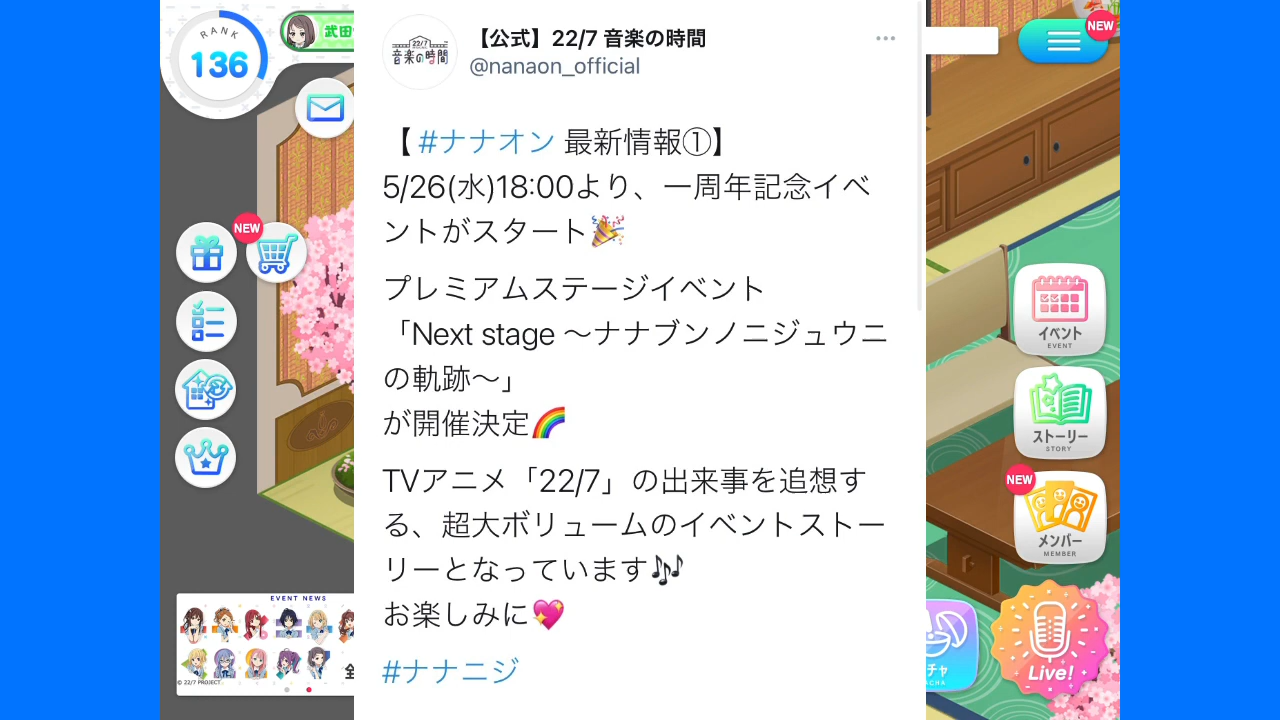 RANK
136
武田
NEW
EVENT NEWS
© 22/7 PROJECT
全
22/7
音楽の時間
【公式】22/7 音楽の時間
@nanaon_official
【 #ナナオン 最新情報①】
5/26(水)18:00より、一周年記念イベ
ントがスタート🎉
プレミアムステージイベント
「Next stage 〜ナナブンノニジュウニ
の軌跡〜」
が開催決定🌈
TVアニメ「22/7」の出来事を追想す
る、超大ボリュームのイベントストー
リーとなっています🎶
お楽しみに💖
#ナナニジ
NEW
イベント
EVENT
ストーリー
STORY
NEW
メンバー
MEMBER
チャ
ACHA
Live!